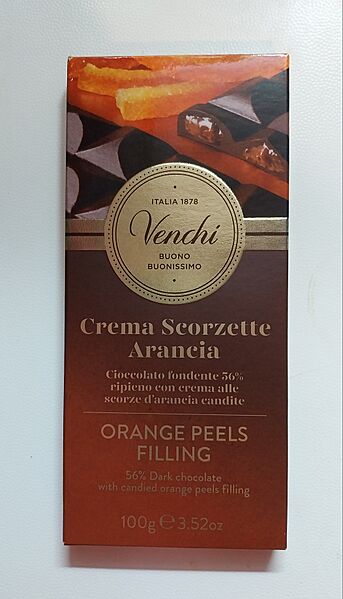 ITALIA 1878
Venchi
BUONO
BUONISSIMO
Crema Scorzette
Arancia
Cioccolato fondente 56%
ripieno con crema alle
scorze d'arancia candite
ORANGE PEELS
FILLING
56% Dark chocolate
with candied orange peels filling
100g ℮ 3.52oz